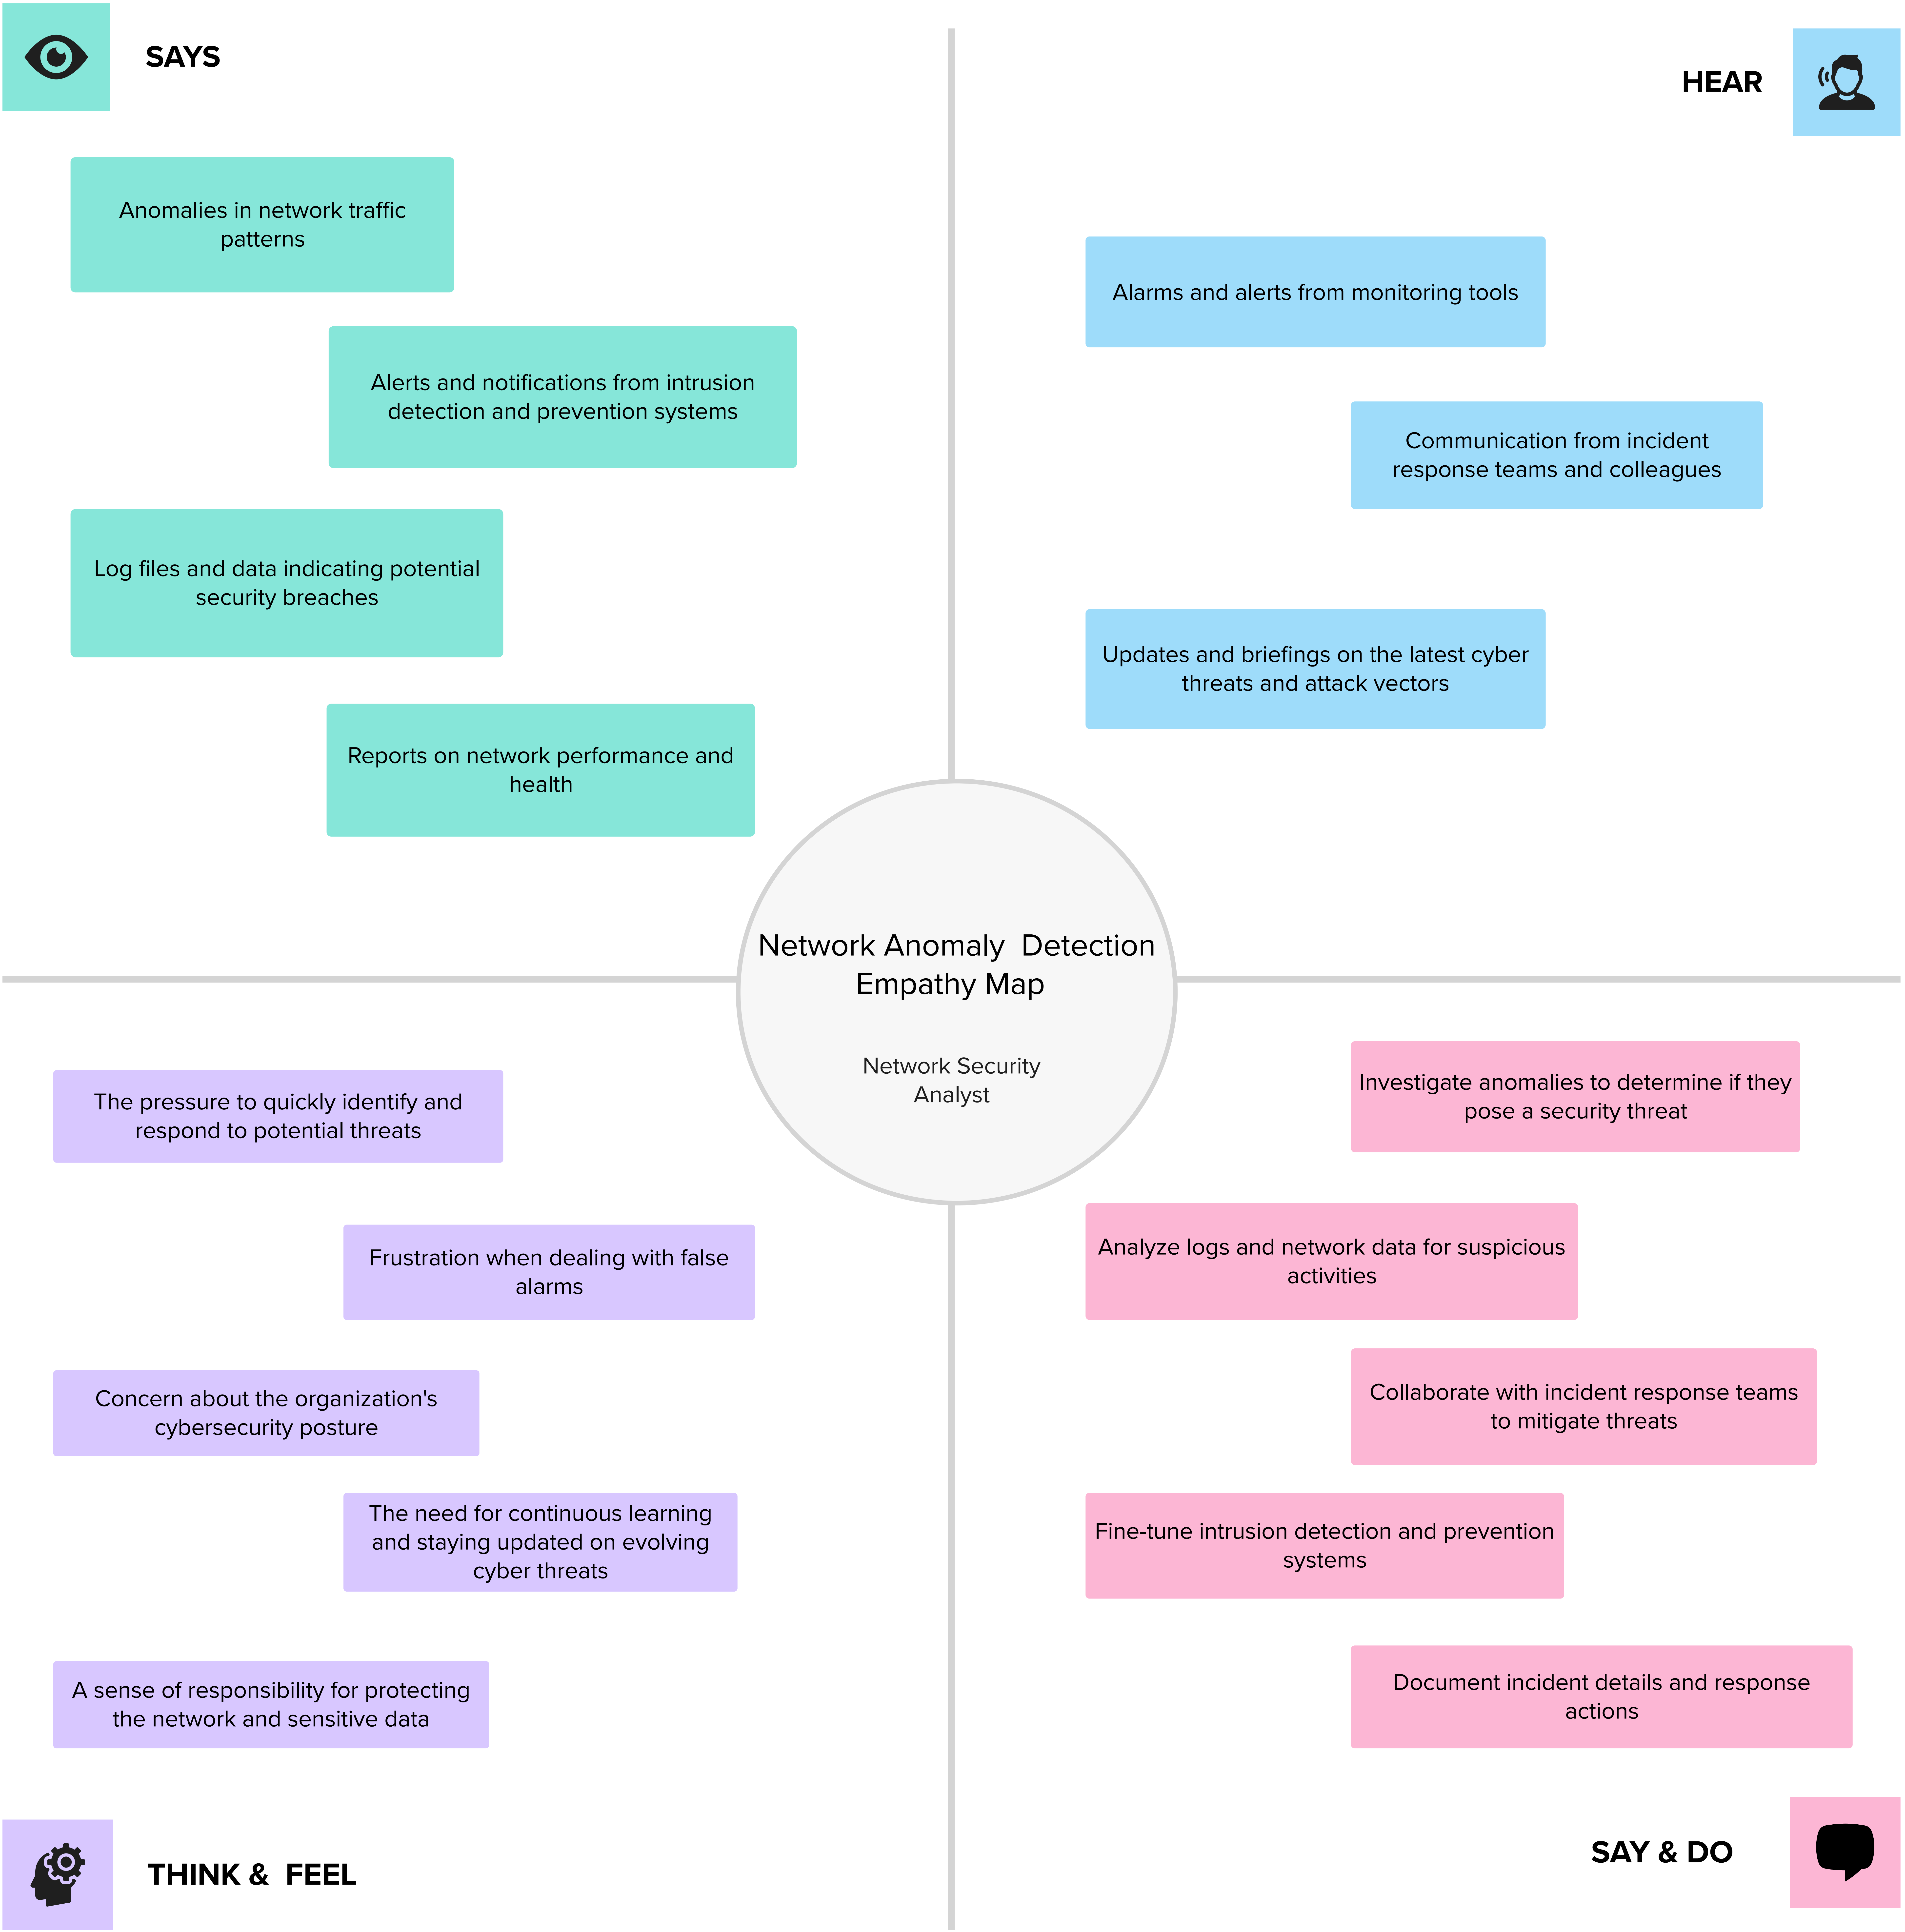 SAYS
Anomalies in network traffic
patterns
Alerts and notifications from intrusion
detection and prevention systems
Log files and data indicating potential
security breaches
Reports on network performance and
health
HEAR
Alarms and alerts from monitoring tools
Communication from incident
response teams and colleagues
Updates and briefings on the latest cyber
threats and attack vectors
Network Anomaly  Detection
Empathy Map
Network Security
Analyst
The pressure to quickly identify and
respond to potential threats
Frustration when dealing with false
alarms
Concern about the organization's
cybersecurity posture
The need for continuous learning
and staying updated on evolving
cyber threats
A sense of responsibility for protecting
the network and sensitive data
THINK &  FEEL
Investigate anomalies to determine if they
pose a security threat
Analyze logs and network data for suspicious
activities
Collaborate with incident response teams
to mitigate threats
Fine-tune intrusion detection and prevention
systems
Document incident details and response
actions
SAY & DO